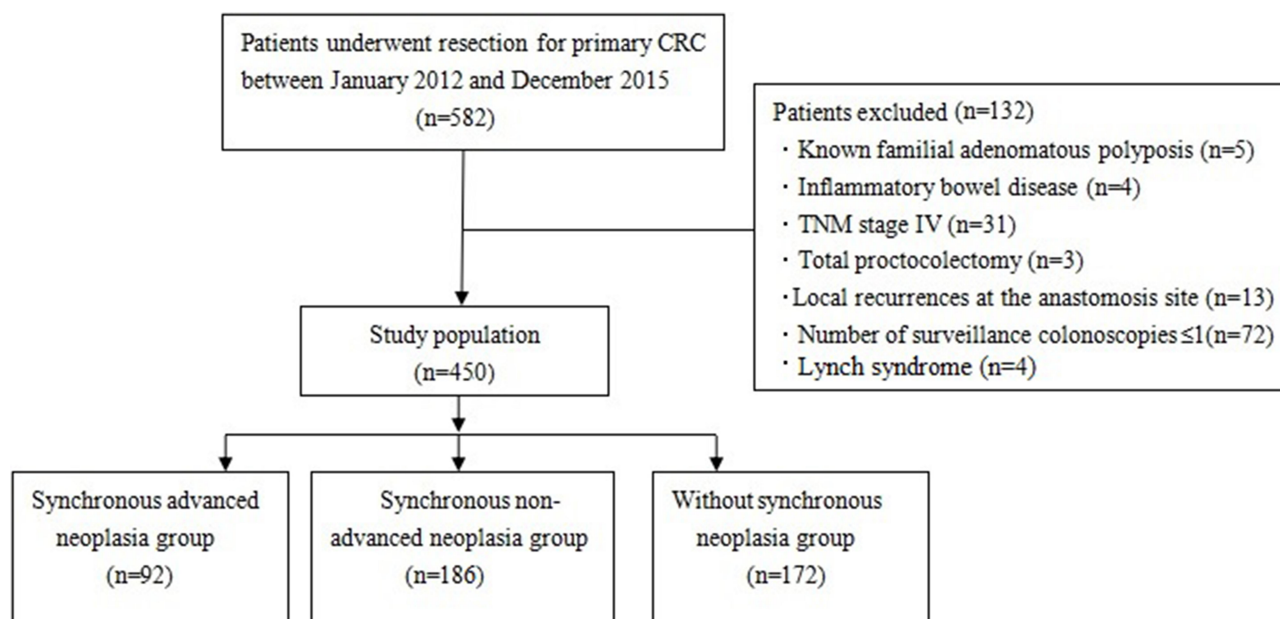 Patients underwent resection for primary CRC
between January 2012 and December 2015
(n=582)
Patients excluded (n=132)
· Known familial adenomatous polyposis (n=5)
· Inflammatory bowel disease (n=4)
· TNM stage IV (n=31)
· Total proctocolectomy (n=3)
·Local recurrences at the anastomosis site (n=13)
· Number of surveillance colonoscopies ≤1(n=72)
· Lynch syndrome (n=4)
Study population
(n=450)
Synchronous advanced
neoplasia group
(n=92)
Synchronous non-
advanced neoplasia group
(n=186)
Without synchronous
neoplasia group
(n=172)